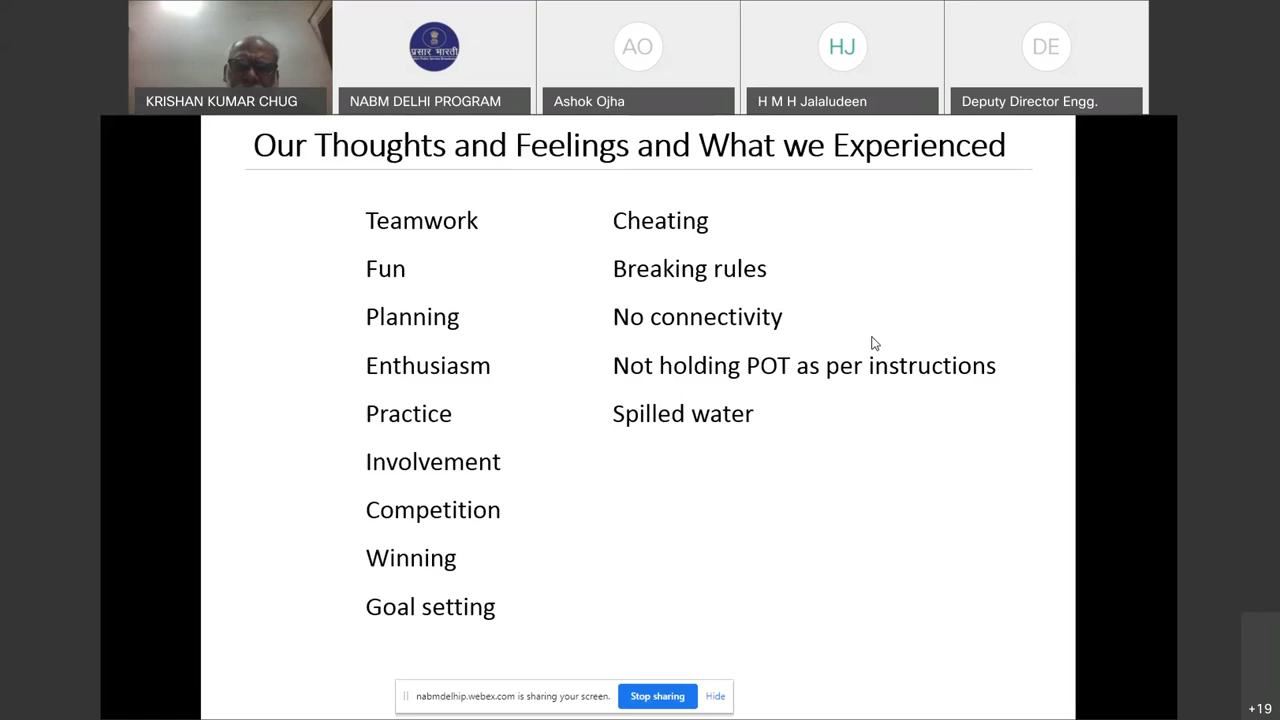 AO
HJ
DE
प्रसार भारती
KRISHAN KUMAR CHUG
NABM DELHI PROGRAM
Ashok Ojha
H M H Jalaludeen
Deputy Director Engg.
Our Thoughts and Feelings and What we Experienced
Teamwork
Fun
Planning
Enthusiasm
Practice
Involvement
Competition
Winning
Goal setting
Cheating
Breaking rules
No connectivity
Not holding POT as per instructions
Spilled water
nabmdelhip.webex.com is sharing your screen.
Stop sharing
Hide
+19